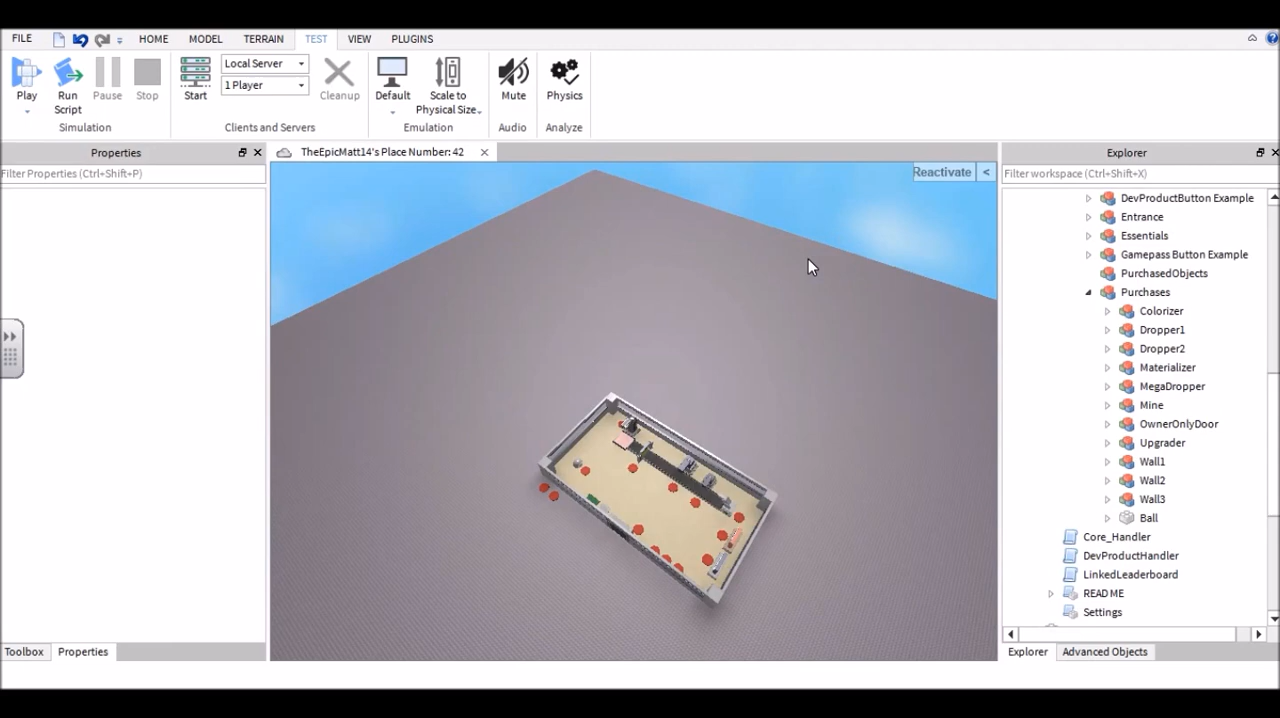 FILE HOME MODEL TERRAIN TEST VIEW PLUGINS
Play
Run
Script
Pause
Stop
Simulation
Start
Local Server
1 Player
Cleanup
Clients and Servers
Default
Scale to
Physical Size
Emulation
Mute
Audio
Physics
Analyze
Properties
Filter Properties (Ctrl+Shift+P)
Toolbox
Properties
TheEpicMatt14's Place Number: 42
Reactivate <
Explorer
Filter workspace (Ctrl+Shift+X)
DevProductButton Example
Entrance
Essentials
Gamepass Button Example
PurchasedObjects
Purchases
Colorizer
Dropper1
Dropper2
Materializer
MegaDropper
Mine
OwnerOnlyDoor
Upgrader
Wall1
Wall2
Wall3
Ball
Core_Handler
DevProductHandler
LinkedLeaderboard
README
Settings
Explorer
Advanced Objects